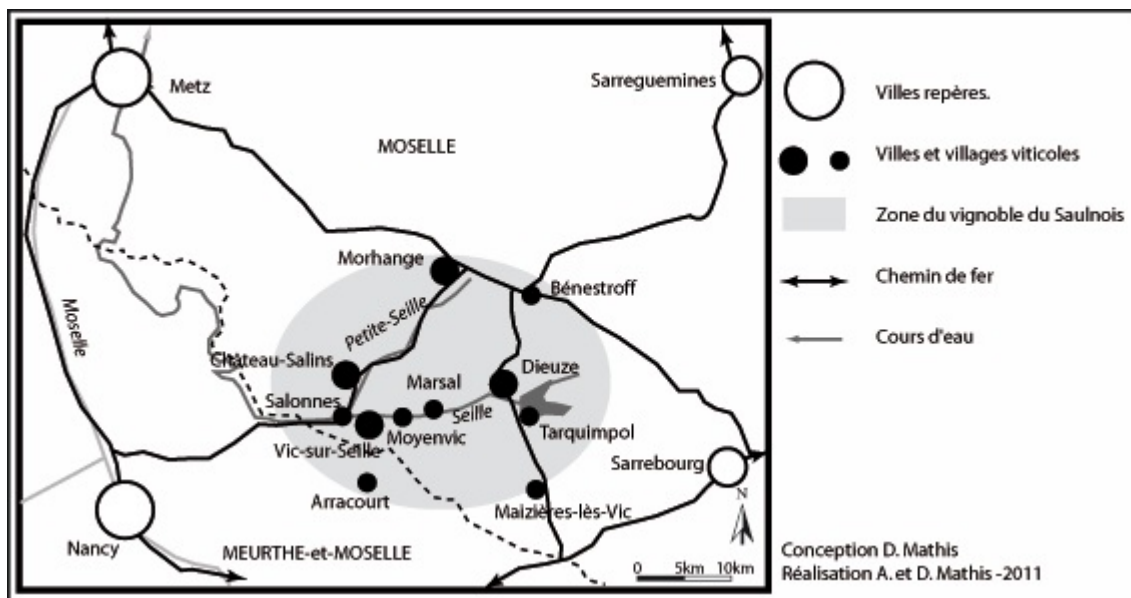 Metz
Sarreguemines
MOSELLE
Morhange
Bénestroff
Petite-Seille
Moselle
Château-Salins
Dieuze
Marsal
Salonnes
Seille
Moyenvic
Tarquimpol
Vic-sur-Seille
Sarrebourg
Arracourt
Maizières-lès-Vic
Nancy
MEURTHE-et-MOSELLE
N
0 5km 10km
Villes repères.
Villes et villages viticoles
Zone du vignoble du Saulnois
Chemin de fer
Cours d'eau
Conception D. Mathis
Réalisation A. et D. Mathis -2011